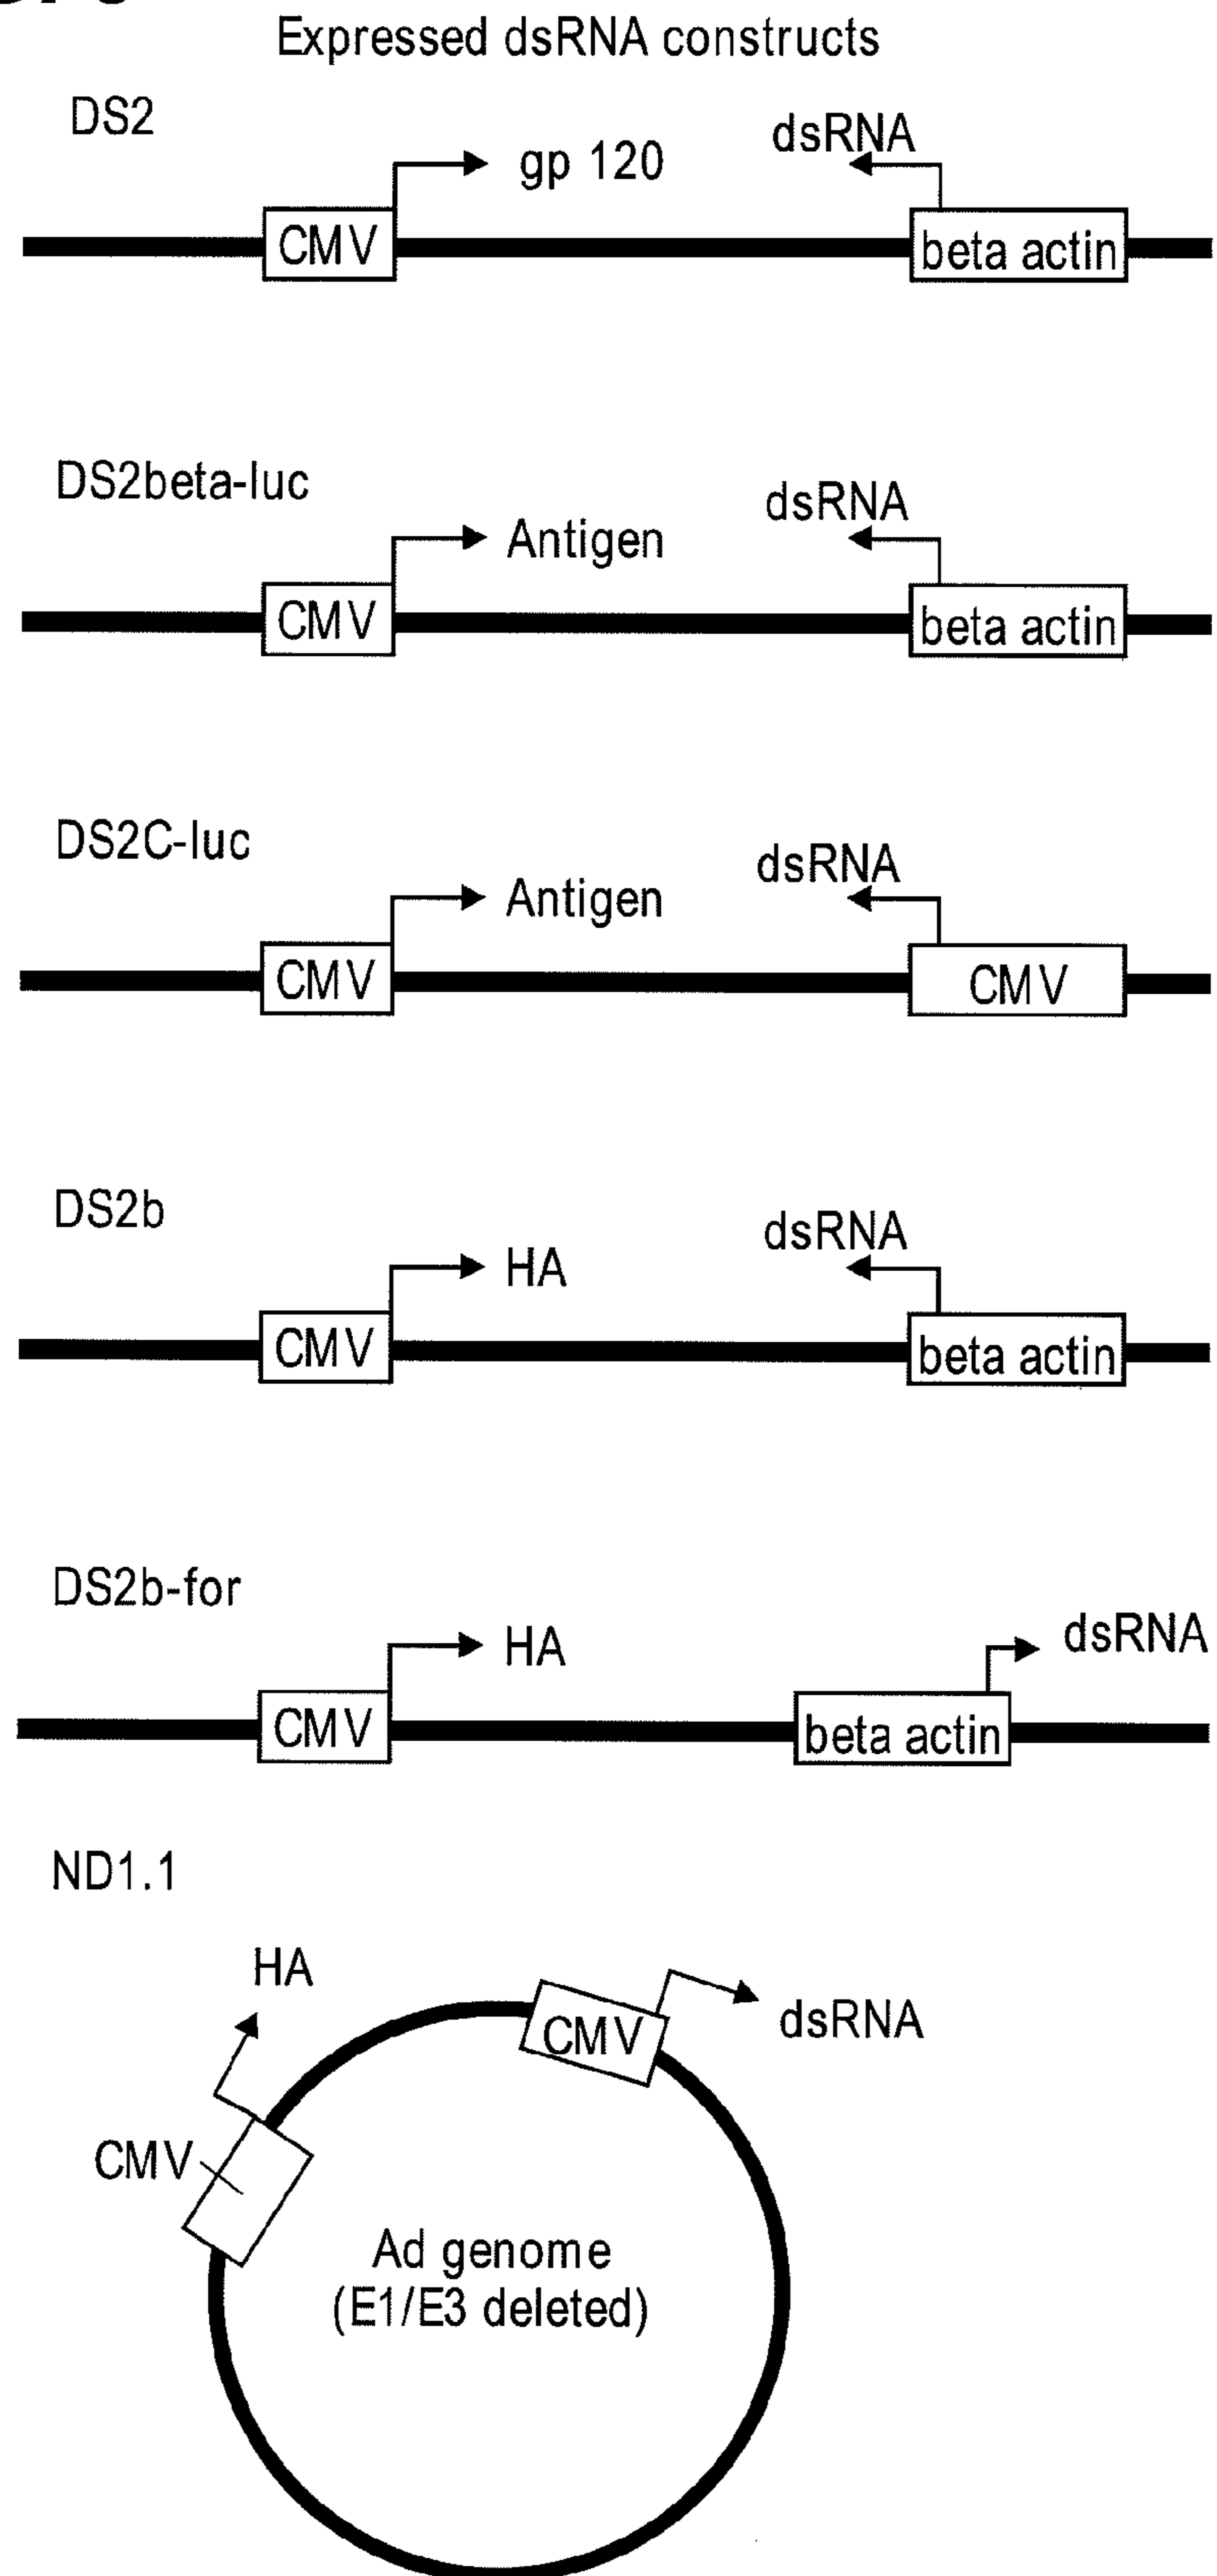 Expressed dsRNA constructs
DS2
gp 120
dsRNA
CMV
beta actin
DS2beta-luc
Antigen
dsRNA
CMV
beta actin
DS2C-luc
Antigen
dsRNA
CMV
CMV
DS2b
HA
dsRNA
CMV
beta actin
DS2b-for
HA
dsRNA
CMV
beta actin
ND1.1
HA
CMV
dsRNA
CMV
Ad genome
(E1/E3 deleted)